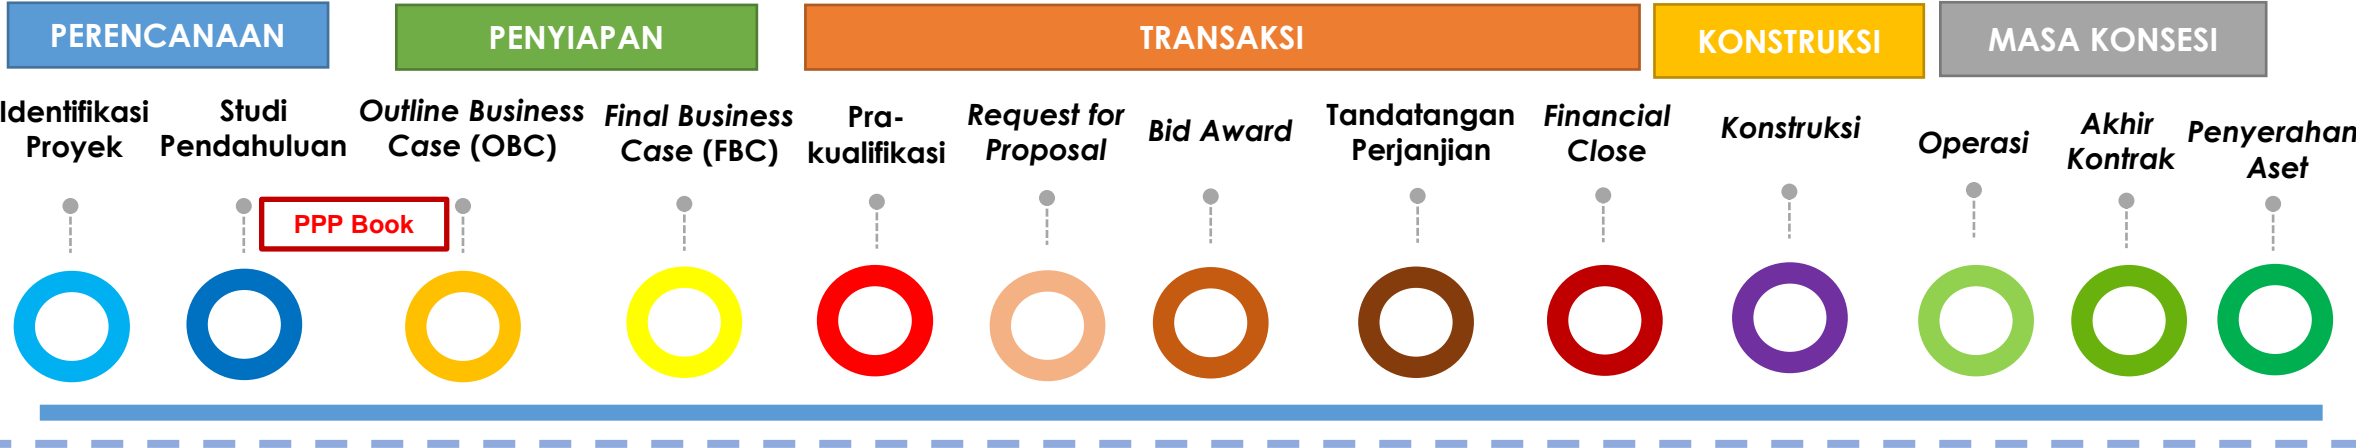 PERENCANAAN
PENYIAPAN
TRANSAKSI
KONSTRUKSI
MASA KONSESI
Identifikasi
Proyek
Studi
Pendahuluan
Outline Business
Case (OBC)
Final Business
Case (FBC)
Pra-
kualifikasi
Request for
Proposal
Bid Award
Tandatangan
Perjanjian
Financial
Close
Konstruksi
Operasi
Akhir
Kontrak
Penyerahan
Aset
PPP Book